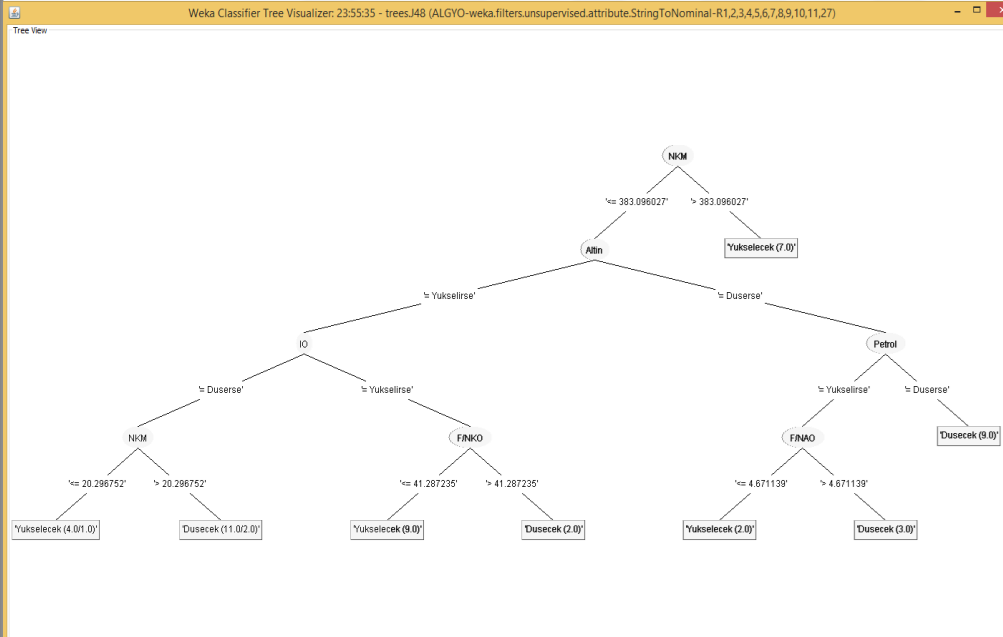 Weka Classifier Tree Visualizer: 23:55:35 - trees.J48 (ALGYO-weka.filters.unsupervised.attribute.StringToNominal-R1,2,3,4,5,6,7,8,9,10,11,27)
Tree View
NKM
'<= 383.096027' '> 383.096027'
Altin 'Yukselecek (7.0)'
'= Yukselirse' '= Duserse'
IO Petrol
'= Duserse' '= Yukselirse' '= Yukselirse' '= Duserse'
NKM F/NKO F/NAO 'Dusecek (9.0)'
'<= 20.296752' '> 20.296752' '<= 41.287235' '> 41.287235' '<= 4.671139' '> 4.671139'
'Yukselecek (4.0/1.0)' 'Dusecek (11.0/2.0)' 'Yukselecek (9.0)' 'Dusecek (2.0)' 'Yukselecek (2.0)' 'Dusecek (3.0)'